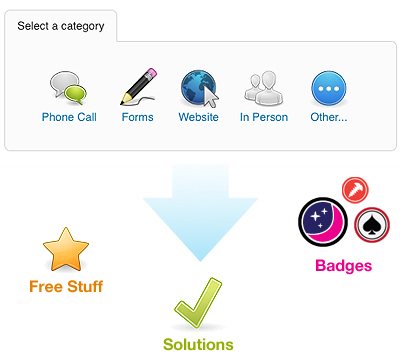 Select a category
Phone Call Forms Website In Person Other...
Badges
Free Stuff
Solutions